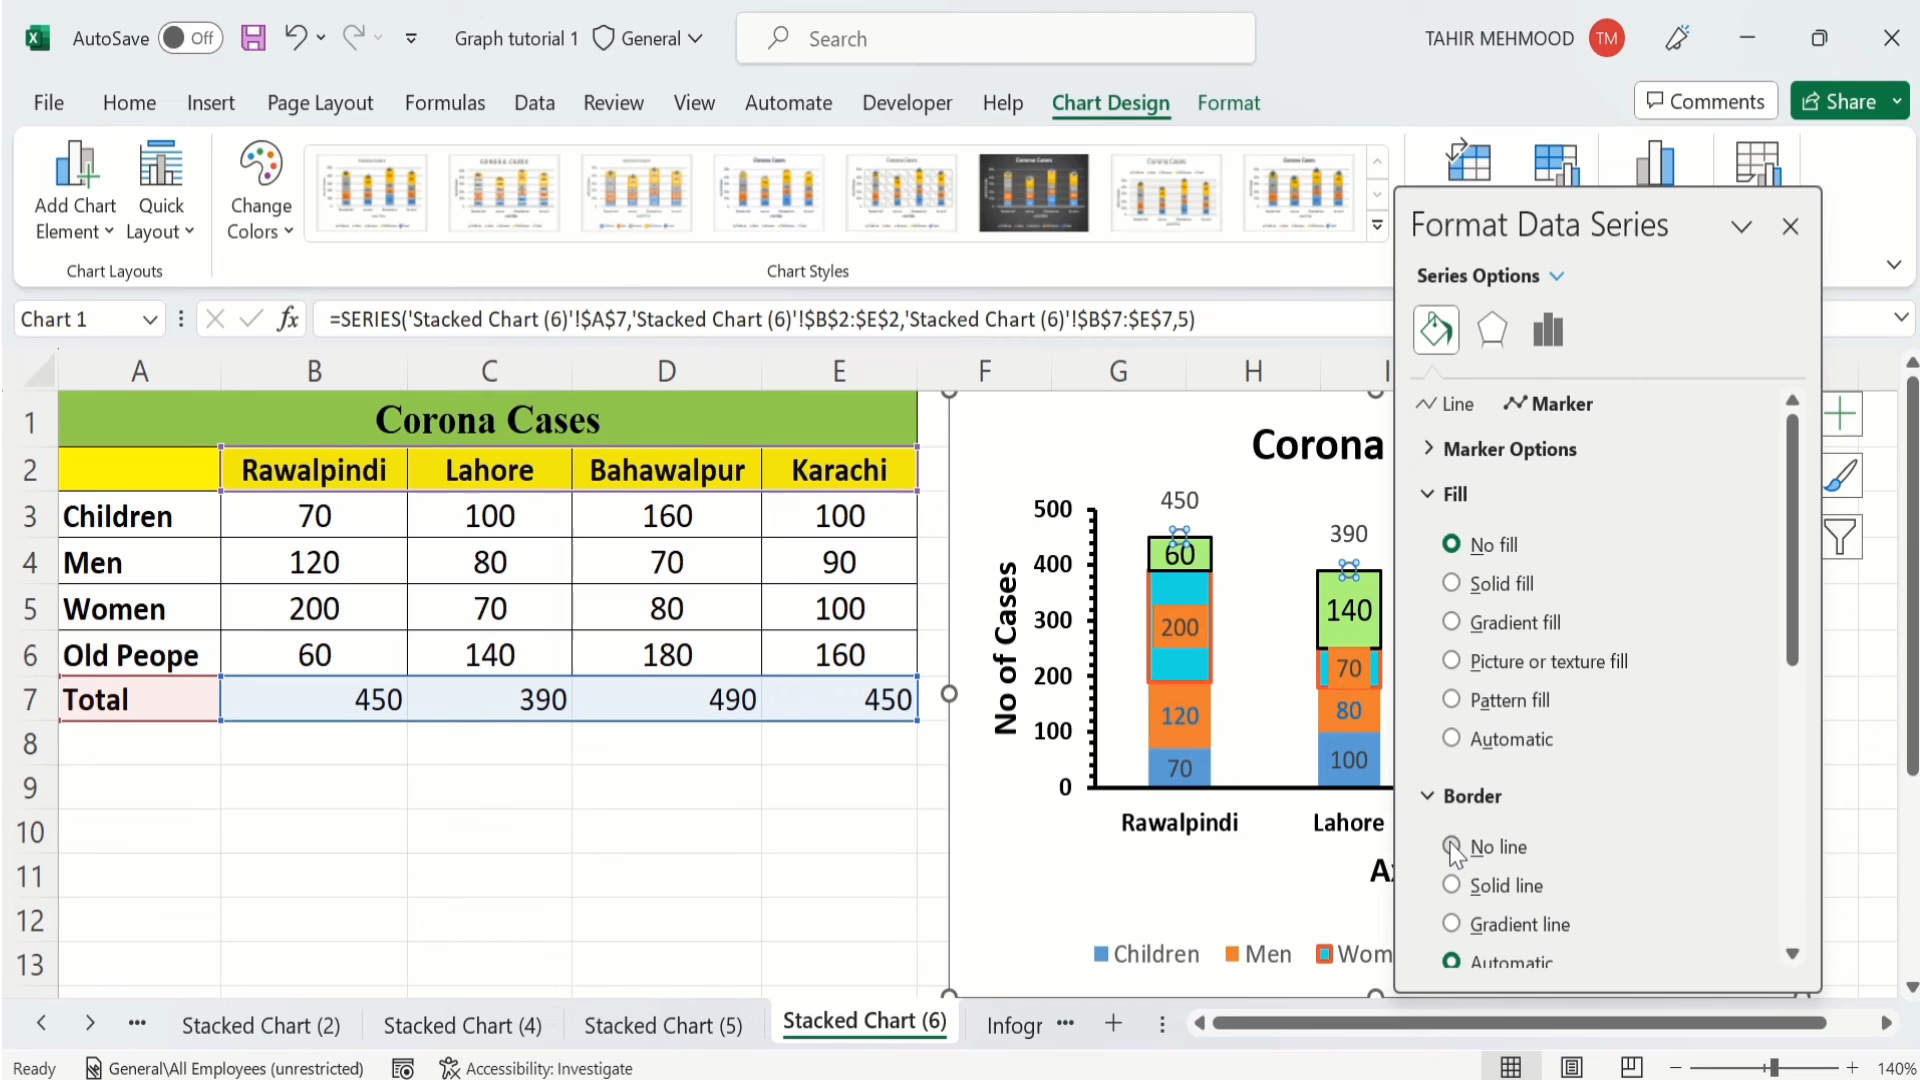 AutoSave Off Graph tutorial 1 General Search TAHIR MEHMOOD TM
File Home Insert Page Layout Formulas Data Review View Automate Developer Help Chart Design Format Comments Share
Add Chart Element
Quick Layout
Change Colors
Chart Layouts
Chart Styles
Format Data Series
Series Options
Chart 1 fx =SERIES('Stacked Chart (6)'!$A$7,'Stacked Chart (6)'!$B$2:$E$2,'Stacked Chart (6)'!$B$7:$E$7,5)
A B C D E F G H I
1 Corona Cases
2 Rawalpindi Lahore Bahawalpur Karachi
3 Children 70 100 160 100
4 Men 120 80 70 90
5 Women 200 70 80 100
6 Old Peope 60 140 180 160
7 Total 450 390 490 450
8
9
10
11
12
13
Corona
No of Cases
500
400
300
200
100
0
450
60
200
120
70
390
140
70
80
100
Rawalpindi Lahore
Children Men Wom
Line Marker
Marker Options
Fill
No fill
Solid fill
Gradient fill
Picture or texture fill
Pattern fill
Automatic
Border
No line
Solid line
Gradient line
Automatic
Stacked Chart (2) Stacked Chart (4) Stacked Chart (5) Stacked Chart (6) Infogr
Ready General\All Employees (unrestricted) Accessibility: Investigate 140%